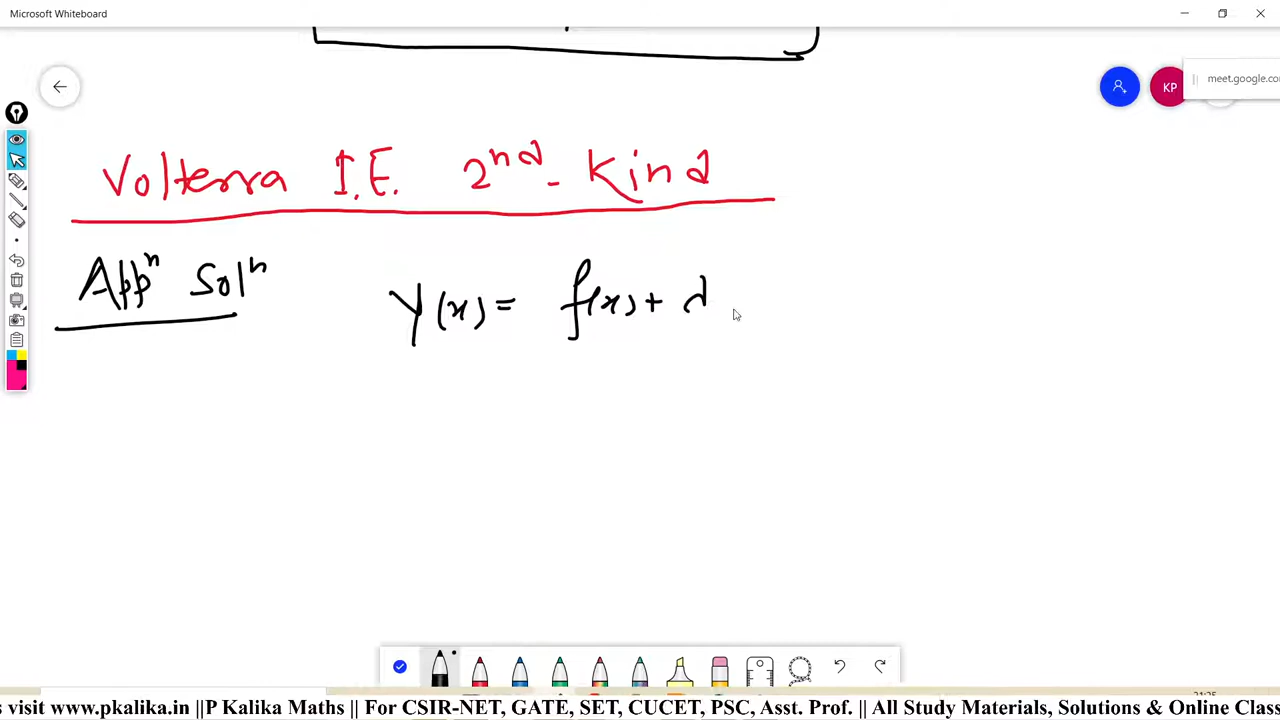 Microsoft Whiteboard
KP
meet.google.co
Volterra I.E. 2nd - Kind
Appⁿ Solⁿ
y(x) = f(x) + λ
s visit www.pkalika.in ||P Kalika Maths || For CSIR-NET, GATE, SET, CUCET, PSC, Asst. Prof. || All Study Materials, Solutions & Online Class